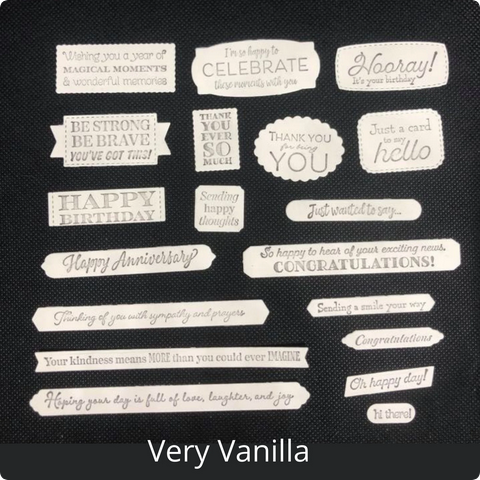 Wishing you a year of
MAGICAL MOMENTS
& wonderful memories
I'm so happy to
CELEBRATE
these moments with you
Hooray!
It's your birthday
BE STRONG
BE BRAVE
YOU'VE GOT THIS!
THANK
YOU
EVER
SO
MUCH
THANK YOU
for being
YOU
Just a card
to say
hello
HAPPY
BIRTHDAY
Sending
happy
thoughts
Just wanted to say...
Happy Anniversary
So happy to hear of your exciting news.
CONGRATULATIONS!
Thinking of you with sympathy and prayers
Sending a smile your way
Congratulations
Your kindness means MORE than you could ever IMAGINE
Oh happy day!
Hoping your day is full of love, laughter, and joy.
hi there!
Very Vanilla